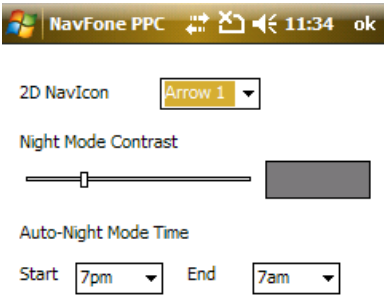 NavFone PPC 11:34 ok
2D NavIcon Arrow 1
Night Mode Contrast
Auto-Night Mode Time
Start 7pm End 7am